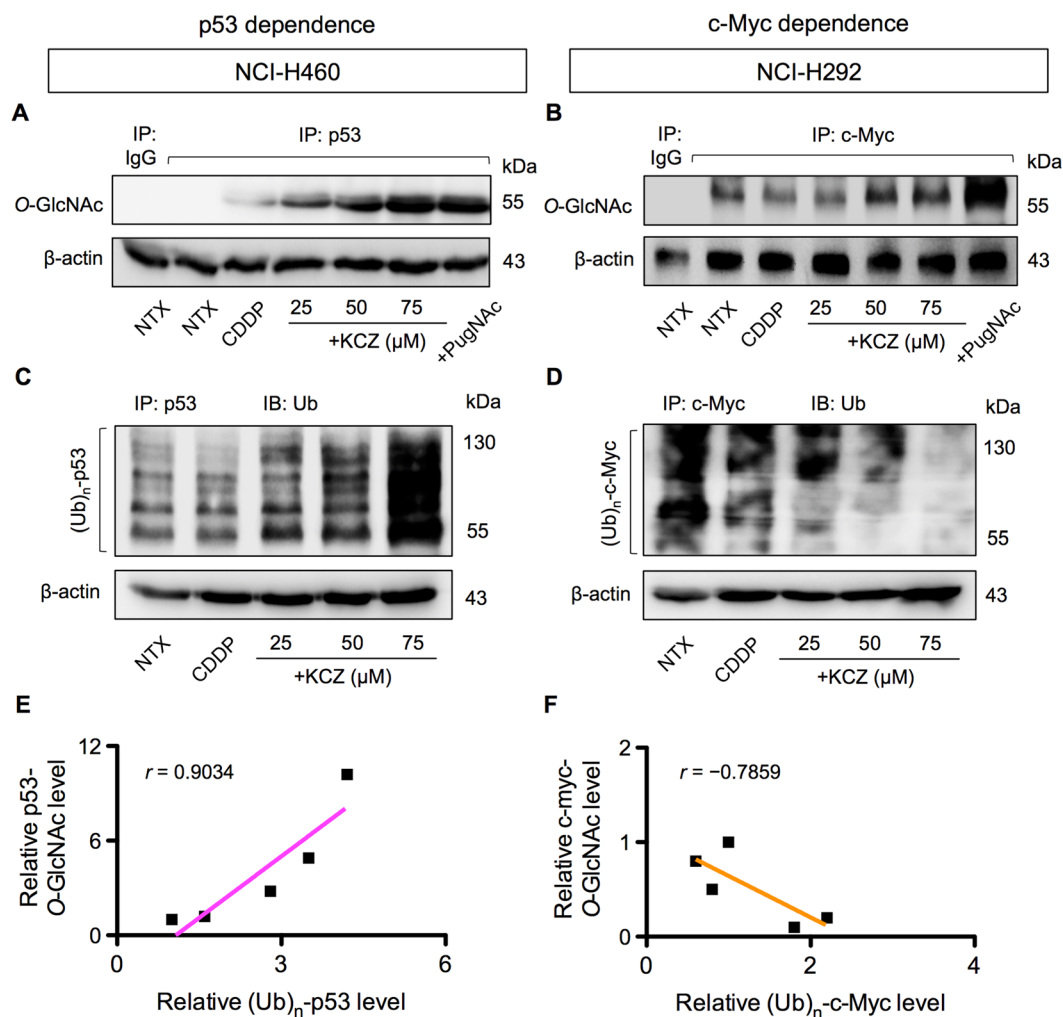 p53 dependence
c-Myc dependence
NCI-H460
NCI-H292
A
IP:
IgG
IP: p53
kDa
O-GlcNAc
55
β-actin
43
NTX
NTX
CDDP
25
50
75
+KCZ (μM)
+PugNAc
B
IP:
IgG
IP: c-Myc
kDa
O-GlcNAc
55
β-actin
43
NTX
NTX
CDDP
25
50
75
+KCZ (μM)
+PugNAc
C
IP: p53
IB: Ub
kDa
(Ub)n-p53
130
55
β-actin
43
NTX
CDDP
25
50
75
+KCZ (μM)
D
IP: c-Myc
IB: Ub
kDa
(Ub)n-c-Myc
130
55
β-actin
43
NTX
CDDP
25
50
75
+KCZ (μM)
E
Relative p53-
O-GlcNAc level
12
6
0
r = 0.9034
0
3
6
Relative (Ub)n-p53 level
F
Relative c-myc-
O-GlcNAc level
2
1
0
r = −0.7859
0
2
4
Relative (Ub)n-c-Myc level